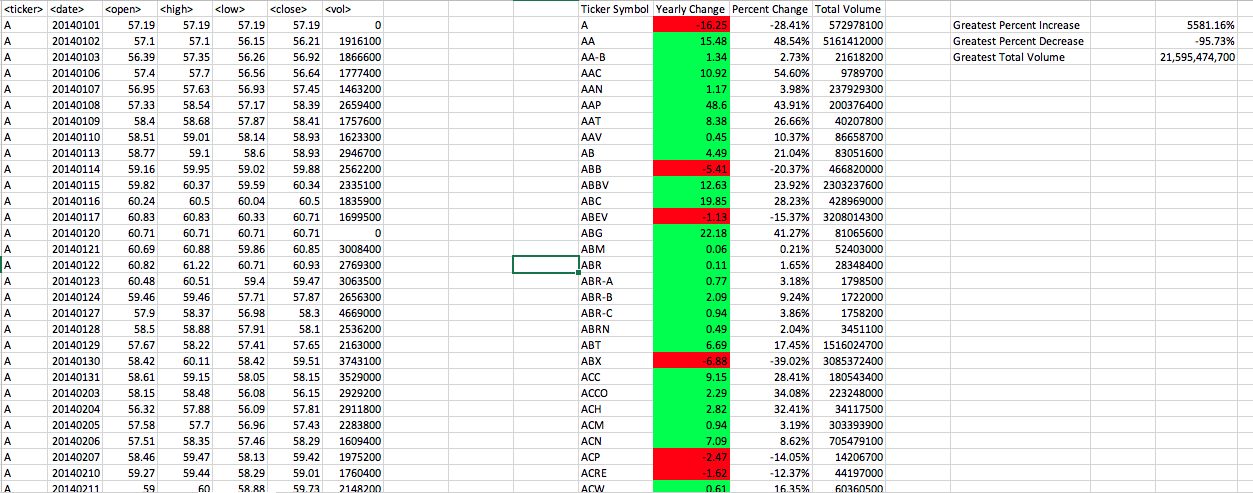 <ticker> <date> <open> <high> <low> <close> <vol> Ticker Symbol Yearly Change Percent Change Total Volume
A 20140101 57.19 57.19 57.19 57.19 0 A -16.25 -28.41% 572978100 Greatest Percent Increase 5581.16%
A 20140102 57.1 57.1 56.15 56.21 1916100 AA 15.48 48.54% 5161412000 Greatest Percent Decrease -95.73%
A 20140103 56.39 57.35 56.26 56.92 1866600 AA-B 1.34 2.73% 21618200 Greatest Total Volume 21,595,474,700
A 20140106 57.4 57.7 56.56 56.64 1777400 AAC 10.92 54.60% 9789700
A 20140107 56.95 57.63 56.93 57.45 1463200 AAN 1.17 3.98% 237929300
A 20140108 57.33 58.54 57.17 58.39 2659400 AAP 48.6 43.91% 200376400
A 20140109 58.4 58.68 57.87 58.41 1757600 AAT 8.38 26.66% 40207800
A 20140110 58.51 59.01 58.14 58.93 1623300 AAV 0.45 10.37% 86658700
A 20140113 58.77 59.1 58.6 58.93 2946700 AB 4.49 21.04% 83051600
A 20140114 59.16 59.95 59.02 59.88 2562200 ABB -5.41 -20.37% 466820000
A 20140115 59.82 60.37 59.59 60.34 2335100 ABBV 12.63 23.92% 2303237600
A 20140116 60.24 60.5 60.04 60.5 1835900 ABC 19.85 28.23% 428969000
A 20140117 60.83 60.83 60.33 60.71 1699500 ABEV -1.13 -15.37% 3208014300
A 20140120 60.71 60.71 60.71 60.71 0 ABG 22.18 41.27% 81065600
A 20140121 60.69 60.88 59.86 60.85 3008400 ABM 0.06 0.21% 52403000
A 20140122 60.82 61.22 60.71 60.93 2769300 ABR 0.11 1.65% 28348400
A 20140123 60.48 60.51 59.4 59.47 3063500 ABR-A 0.77 3.18% 1798500
A 20140124 59.46 59.46 57.71 57.87 2656300 ABR-B 2.09 9.24% 1722000
A 20140127 57.9 58.37 56.98 58.3 4669000 ABR-C 0.94 3.86% 1758200
A 20140128 58.5 58.88 57.91 58.1 2536200 ABRN 0.49 2.04% 3451100
A 20140129 57.67 58.22 57.41 57.65 2163000 ABT 6.69 17.45% 1516024700
A 20140130 58.42 60.11 58.42 59.51 3743100 ABX -6.88 -39.02% 3085372400
A 20140131 58.61 59.15 58.05 58.15 3529000 ACC 9.15 28.41% 180543400
A 20140203 58.15 58.48 56.08 56.15 2929200 ACCO 2.29 34.08% 223248000
A 20140204 56.32 57.88 56.09 57.81 2911800 ACH 2.82 32.41% 34117500
A 20140205 57.58 57.7 56.96 57.43 2283800 ACM 0.94 3.19% 303393900
A 20140206 57.51 58.35 57.46 58.29 1609400 ACN 7.09 8.62% 705479100
A 20140207 58.46 59.47 58.13 59.42 1975200 ACP -2.47 -14.05% 14206700
A 20140210 59.27 59.44 58.29 59.01 1760400 ACRE -1.62 -12.37% 44197000
A 20140211 59 60 58.88 59.73 2148200 ACW 0.61 16.35% 60360500